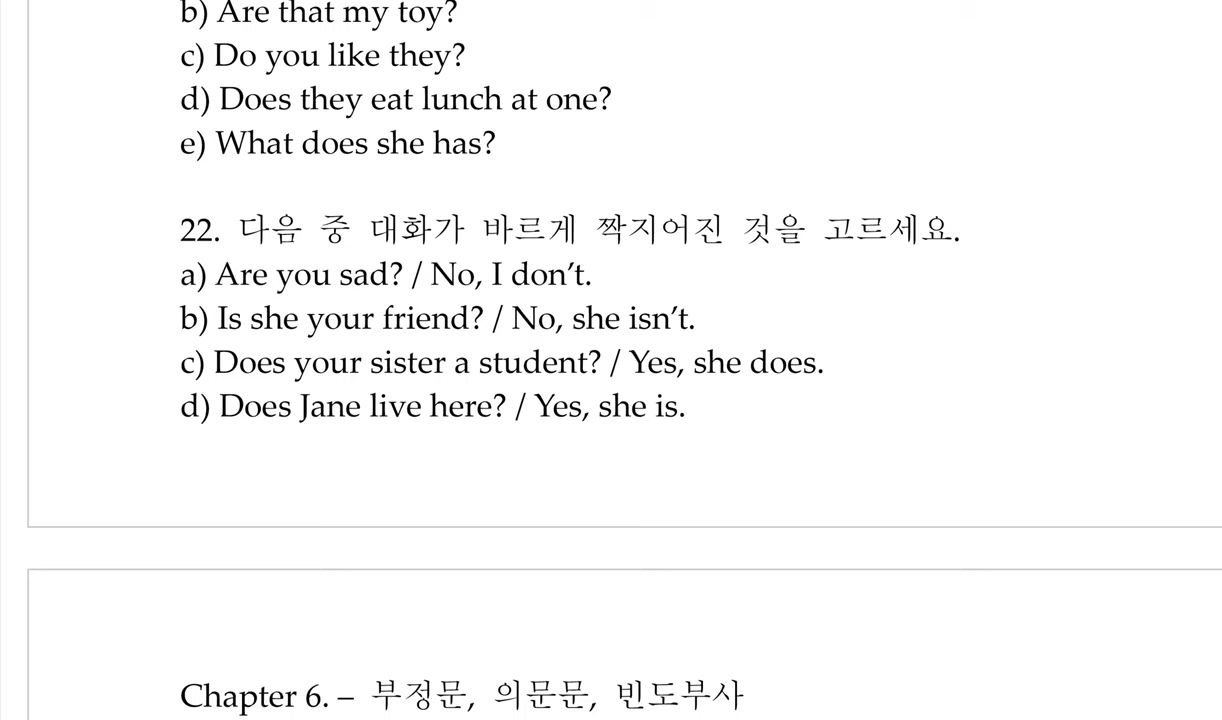 b) Are that my toy?
c) Do you like they?
d) Does they eat lunch at one?
e) What does she has?
22. 다음 중 대화가 바르게 짝지어진 것을 고르세요.
a) Are you sad? / No, I don't.
b) Is she your friend? / No, she isn't.
c) Does your sister a student? / Yes, she does.
d) Does Jane live here? / Yes, she is.
Chapter 6. – 부정문, 의문문, 빈도부사